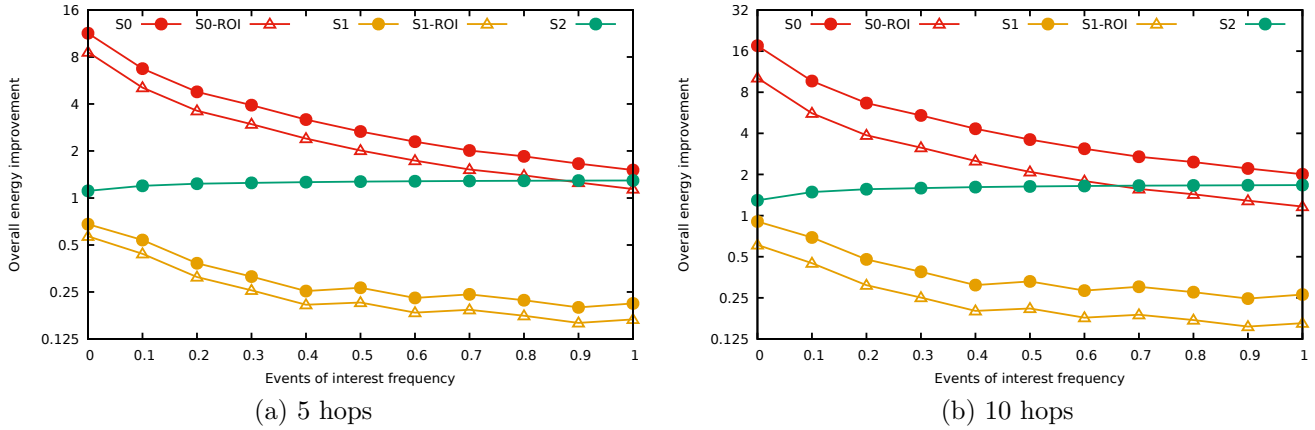 16
8
4
2
1
0.5
0.25
0.125
Overall energy improvement
S0 S0-ROI S1 S1-ROI S2
0 0.1 0.2 0.3 0.4 0.5 0.6 0.7 0.8 0.9 1
Events of interest frequency
(a) 5 hops
32
16
8
4
2
1
0.5
0.25
0.125
Overall energy improvement
S0 S0-ROI S1 S1-ROI S2
0 0.1 0.2 0.3 0.4 0.5 0.6 0.7 0.8 0.9 1
Events of interest frequency
(b) 10 hops